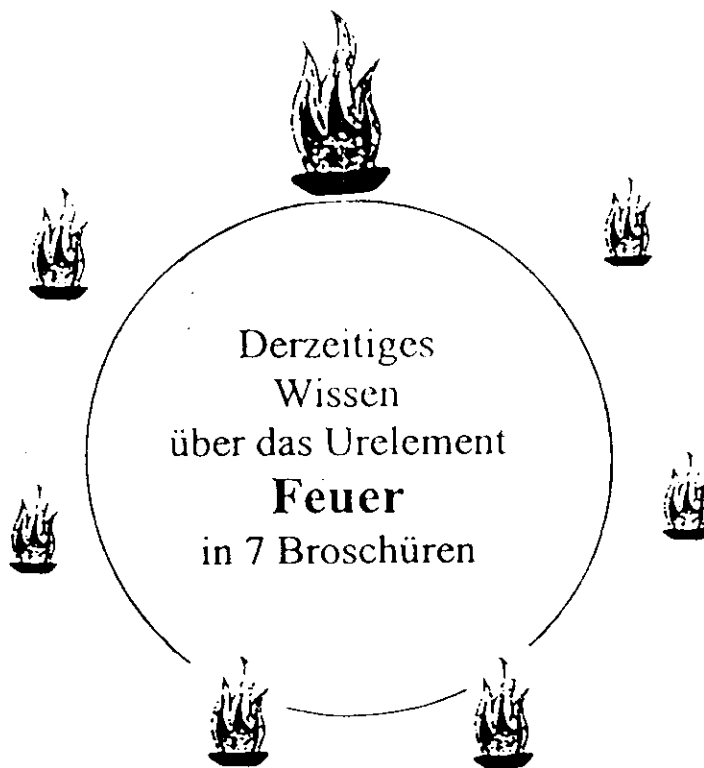 Derzeitiges
Wissen
über das Urelement
Feuer
in 7 Broschüren